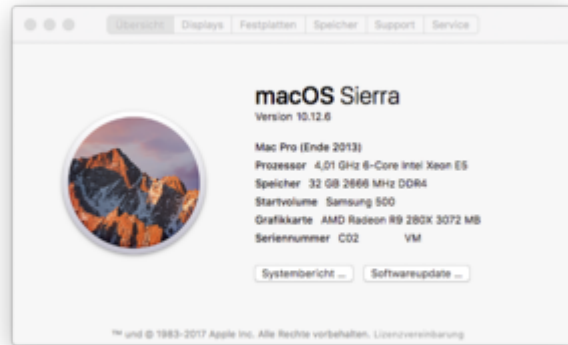 Übersicht Displays Festplatten Speicher Support Service
macOS Sierra
Version 10.12.6
Mac Pro (Ende 2013)
Prozessor 4,01 GHz 6-Core Intel Xeon E5
Speicher 32 GB 2666 MHz DDR4
Startvolume Samsung 500
Grafikkarte AMD Radeon R9 280X 3072 MB
Seriennummer C02 VM
Systembericht ... Softwareupdate ...
™ und © 1983-2017 Apple Inc. Alle Rechte vorbehalten. Lizenzvereinbarung